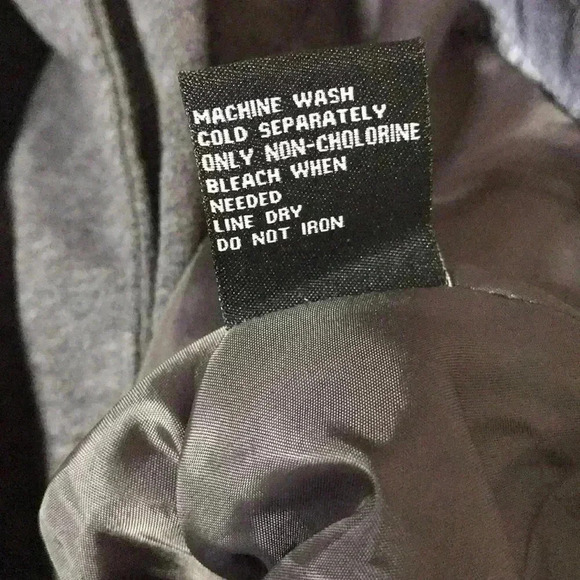 MACHINE WASH
COLD SEPARATELY
ONLY NON-CHOLORINE
BLEACH WHEN
NEEDED
LINE DRY
DO NOT IRON